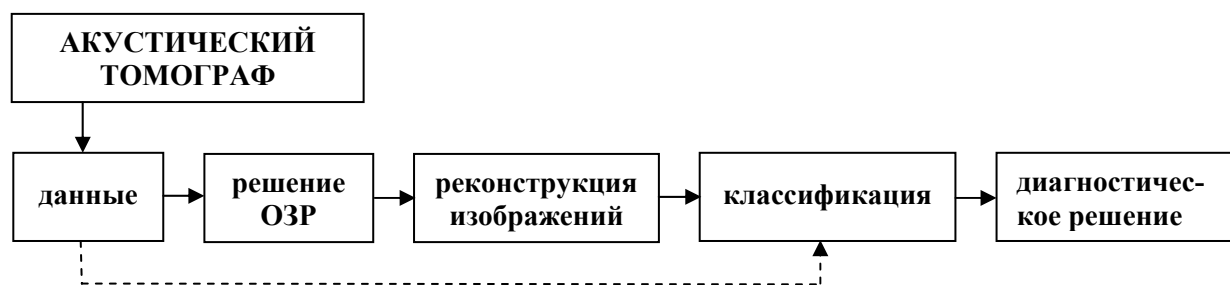 АКУСТИЧЕСКИЙ
ТОМОГРАФ
данные
решение
ОЗР
реконструкция
изображений
классификация
диагностичес-
кое решение